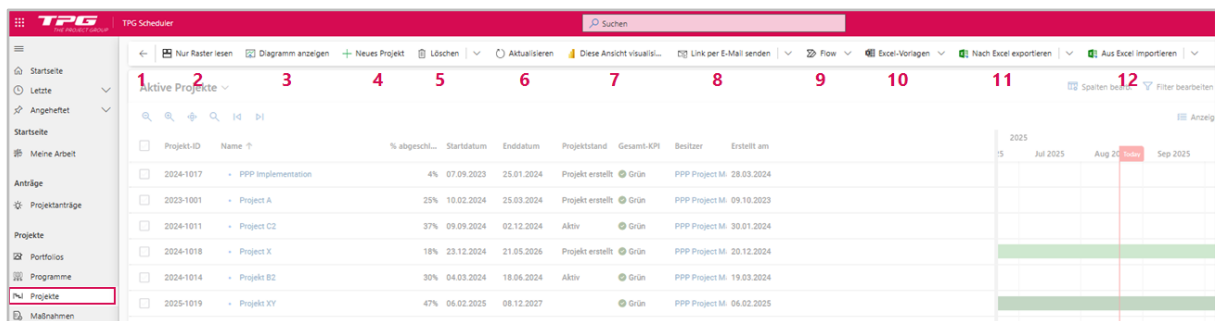 TPG THE PROJECT GROUP TPG Scheduler Suchen
Nur Raster lesen Diagramm anzeigen Neues Projekt Löschen Aktualisieren Diese Ansicht visualisi... Link per E-Mail senden Flow Excel-Vorlagen Nach Excel exportieren Aus Excel importieren
1 2 3 4 5 6 7 8 9 10 11 12
Startseite
Letzte
Angeheftet
Startseite
Meine Arbeit
Anträge
Projektanträge
Projekte
Portfolios
Programme
Projekte
Maßnahmen
Aktive Projekte Spalten Filter bearbeiten
Anzeig
2025
Projekt-ID Name % abgeschl... Startdatum Enddatum Projektstand Gesamt-KPI Besitzer Erstellt am
Jul 2025 Aug 20 Today Sep 2025
2024-1017 PPP Implementation 4% 07.09.2023 25.01.2024 Projekt erstellt Grün PPP Project M 28.03.2024
2023-1001 Project A 25% 10.02.2024 25.03.2024 Projekt erstellt Grün PPP Project M 09.10.2023
2024-1011 Project C2 37% 09.09.2024 02.12.2024 Aktiv Grün PPP Project M 30.01.2024
2024-1018 Project X 18% 23.12.2024 21.05.2026 Projekt erstellt Grün PPP Project M 20.12.2024
2024-1014 Projekt B2 30% 04.03.2024 18.06.2024 Aktiv Grün PPP Project M 19.03.2024
2025-1019 Projekt XY 47% 06.02.2025 08.12.2027 Grün PPP Project M 06.02.2025